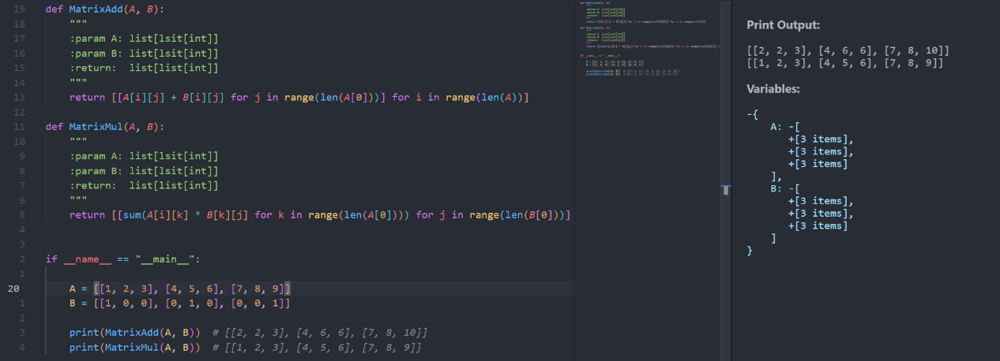 19 def MatrixAdd(A, B):
18 """
17 :param A: list[lsit[int]]
16 :param B: list[lsit[int]]
15 :return:  list[list[int]]
14 """
13 return [[A[i][j] + B[i][j] for j in range(len(A[0]))] for i in range(len(A))]
12
11 def MatrixMul(A, B):
10 """
9 :param A: list[lsit[int]]
8 :param B: list[lsit[int]]
7 :return:  list[list[int]]
6 """
5 return [[sum(A[i][k] * B[k][j] for k in range(len(A[0]))) for j in range(len(B[0]))]
4
3
2 if __name__ == "__main__":
1
20 A = [[1, 2, 3], [4, 5, 6], [7, 8, 9]]
1 B = [[1, 0, 0], [0, 1, 0], [0, 0, 1]]
2
3 print(MatrixAdd(A, B))  # [[2, 2, 3], [4, 6, 6], [7, 8, 10]]
4 print(MatrixMul(A, B))  # [[1, 2, 3], [4, 5, 6], [7, 8, 9]]
Print Output:
[[2, 2, 3], [4, 6, 6], [7, 8, 10]]
[[1, 2, 3], [4, 5, 6], [7, 8, 9]]
Variables:
-{
A: -[
+[3 items],
+[3 items],
+[3 items]
],
B: -[
+[3 items],
+[3 items],
+[3 items]
]
}